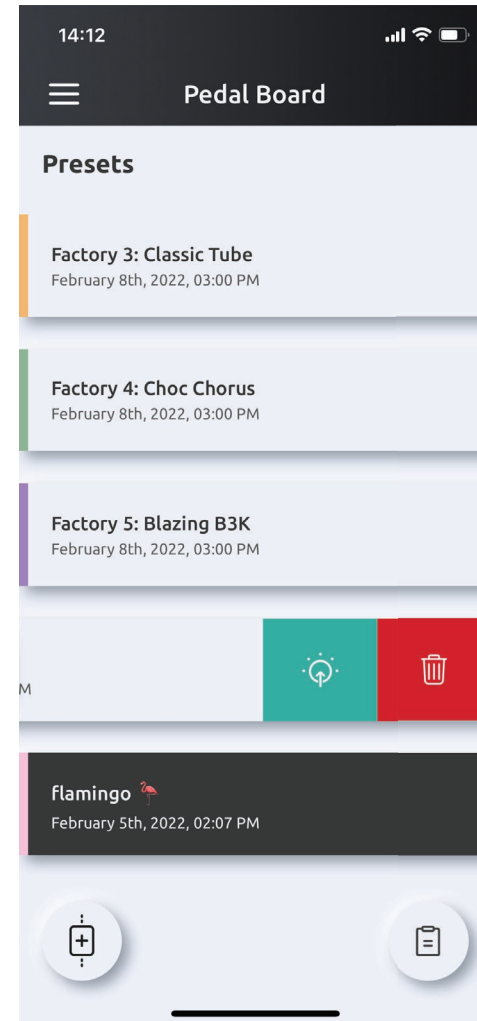 14:12
Pedal Board
Presets
Factory 3: Classic Tube
February 8th, 2022, 03:00 PM
Factory 4: Choc Chorus
February 8th, 2022, 03:00 PM
Factory 5: Blazing B3K
February 8th, 2022, 03:00 PM
M
flamingo 🦩
February 5th, 2022, 02:07 PM